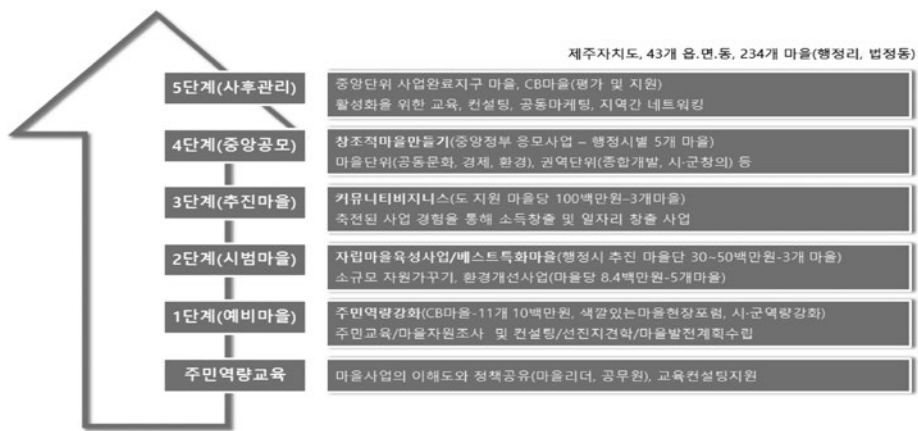 제주자치도, 43개 읍.면.동, 234개 마을(행정리, 법정동)
5단계(사후관리)
중앙단위 사업완료지구 마을, CB마을(평가 및 지원)
활성화를 위한 교육, 컨설팅, 공동마케팅, 지역간 네트워킹
4단계(중앙공모)
창조적마을만들기(중앙정부 응모사업 – 행정시별 5개 마을)
마을단위(공동문화, 경제, 환경), 권역단위(종합개발, 시·군창의) 등
3단계(추진마을)
커뮤니티비지니스(도 지원 마을당 100백만원–3개마을)
축전된 사업 경험을 통해 소득창출 및 일자리 창출 사업
2단계(시범마을)
자립마을육성사업/베스트특화마을(행정시 추진 마을단 30~50백만원-3개 마을)
소규모 자원가꾸기, 환경개선사업(마을당 8.4백만원-5개마을)
1단계(예비마을)
주민역량강화(CB마을-11개 10백만원, 색깔있는마을현장포럼, 시·군역량강화)
주민교육/마을자원조사 및 컨설팅/선진지견학/마을발전계획수립
주민역량교육
마을사업의 이해도와 정책공유(마을리더, 공무원), 교육컨설팅지원